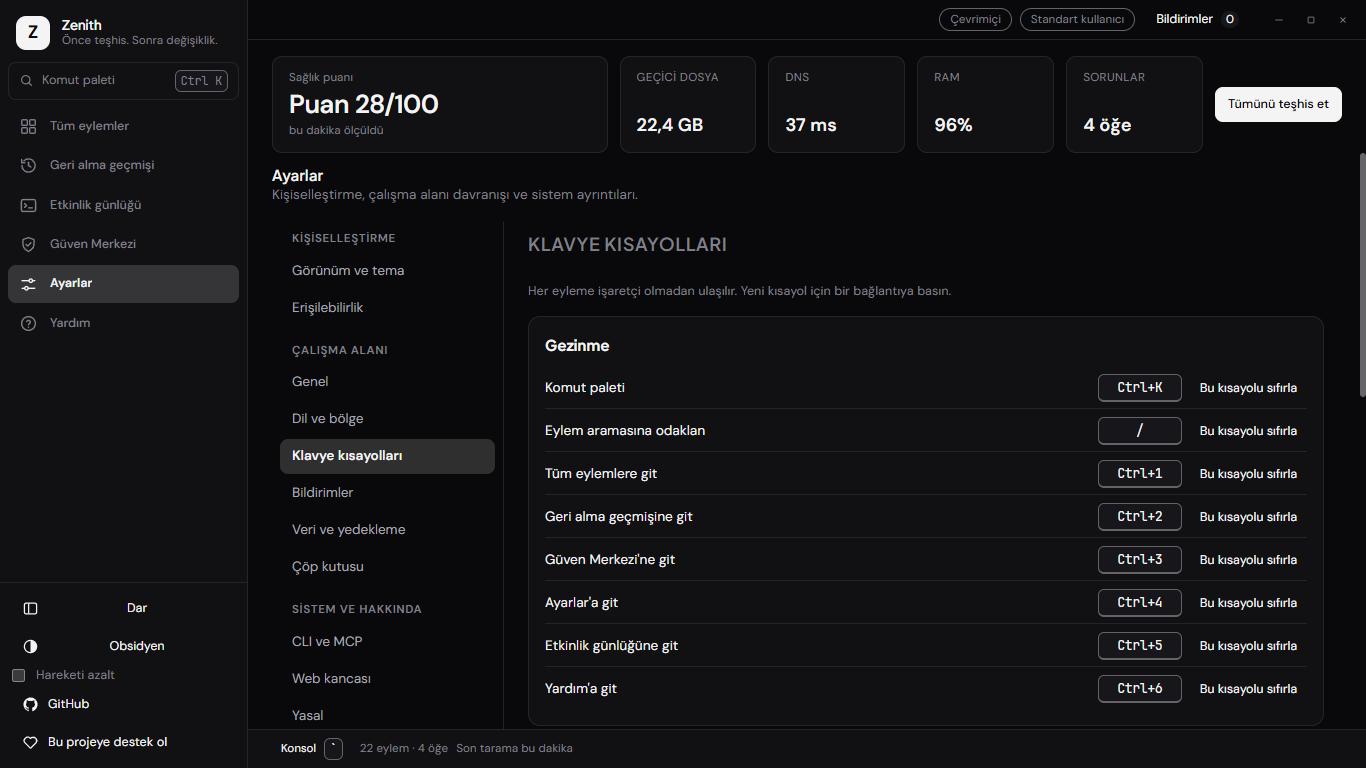 Z
Zenith
Önce teşhis. Sonra değişiklik.
Komut paleti
Ctrl K
Tüm eylemler
Geri alma geçmişi
Etkinlik günlüğü
Güven Merkezi
Ayarlar
Yardım
Dar
Obsidyen
Hareketi azalt
GitHub
Bu projeye destek ol
Çevrimiçi
Standart kullanıcı
Bildirimler 0
Sağlık puanı
Puan 28/100
bu dakika ölçüldü
GEÇİCİ DOSYA
22,4 GB
DNS
37 ms
RAM
96%
SORUNLAR
4 öğe
Tümünü teşhis et
Ayarlar
Kişiselleştirme, çalışma alanı davranışı ve sistem ayrıntıları.
KİŞİSELLEŞTİRME
Görünüm ve tema
Erişilebilirlik
ÇALIŞMA ALANI
Genel
Dil ve bölge
Klavye kısayolları
Bildirimler
Veri ve yedekleme
Çöp kutusu
SİSTEM VE HAKKINDA
CLI ve MCP
Web kancası
Yasal
KLAVYE KISAYOLLARI
Her eyleme işaretçi olmadan ulaşılır. Yeni kısayol için bir bağlantıya basın.
Gezinme
Komut paleti Ctrl+K Bu kısayolu sıfırla
Eylem aramasına odaklan / Bu kısayolu sıfırla
Tüm eylemlere git Ctrl+1 Bu kısayolu sıfırla
Geri alma geçmişine git Ctrl+2 Bu kısayolu sıfırla
Güven Merkezi'ne git Ctrl+3 Bu kısayolu sıfırla
Ayarlar'a git Ctrl+4 Bu kısayolu sıfırla
Etkinlik günlüğüne git Ctrl+5 Bu kısayolu sıfırla
Yardım'a git Ctrl+6 Bu kısayolu sıfırla
Konsol ` 22 eylem · 4 öğe Son tarama bu dakika